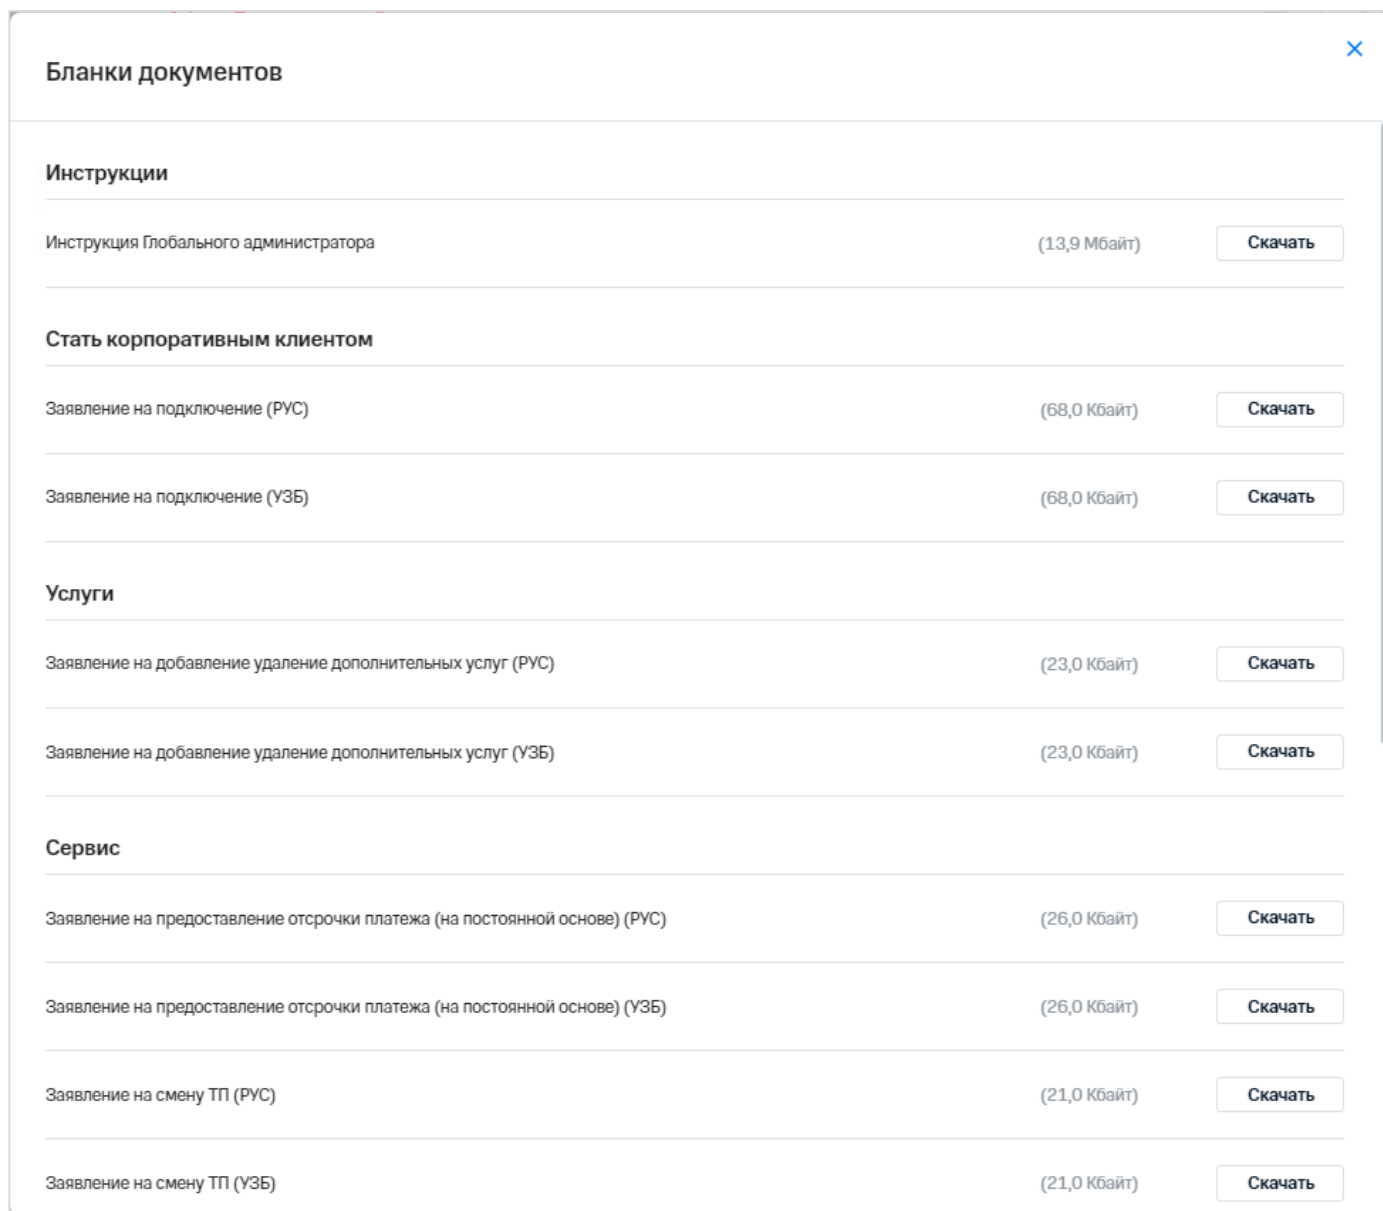 Бланки документов
Инструкции
Инструкция Глобального администратора (13,9 Мбайт) Скачать
Стать корпоративным клиентом
Заявление на подключение (РУС) (68,0 Кбайт) Скачать
Заявление на подключение (УЗБ) (68,0 Кбайт) Скачать
Услуги
Заявление на добавление удаление дополнительных услуг (РУС) (23,0 Кбайт) Скачать
Заявление на добавление удаление дополнительных услуг (УЗБ) (23,0 Кбайт) Скачать
Сервис
Заявление на предоставление отсрочки платежа (на постоянной основе) (РУС) (26,0 Кбайт) Скачать
Заявление на предоставление отсрочки платежа (на постоянной основе) (УЗБ) (26,0 Кбайт) Скачать
Заявление на смену ТП (РУС) (21,0 Кбайт) Скачать
Заявление на смену ТП (УЗБ) (21,0 Кбайт) Скачать